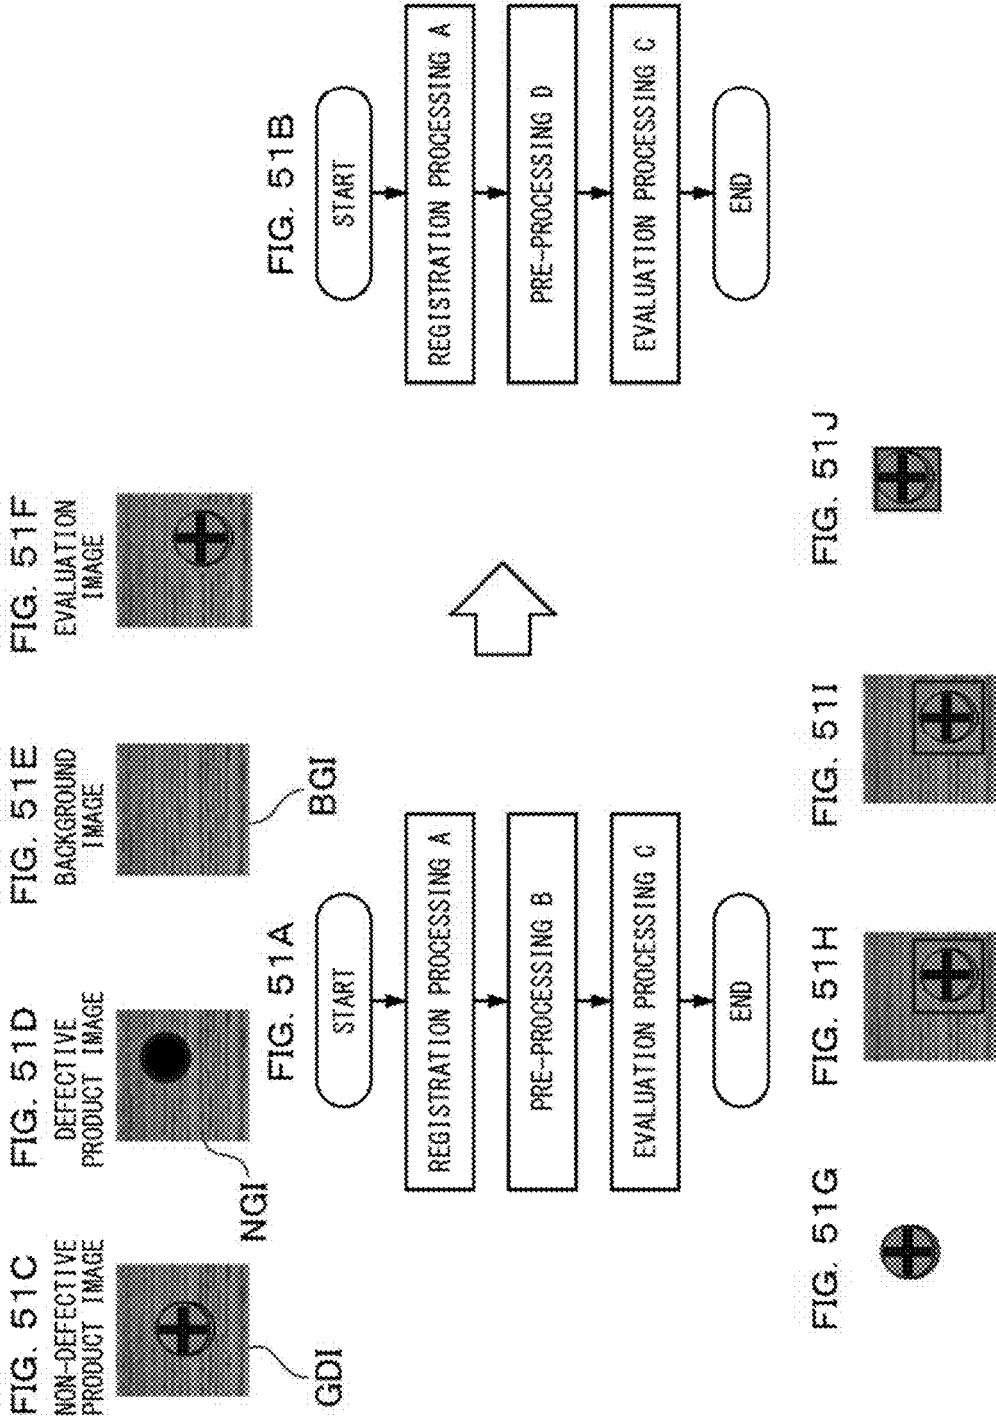 FIG. 51C
NON-DEFECTIVE
PRODUCT IMAGE
GDI
FIG. 51D
DEFECTIVE
PRODUCT IMAGE
NGI
FIG. 51E
BACKGROUND
IMAGE
BGI
FIG. 51F
EVALUATION
IMAGE
FIG. 51A
START
REGISTRATION PROCESSING A
PRE-PROCESSING B
EVALUATION PROCESSING C
END
FIG. 51B
START
REGISTRATION PROCESSING A
PRE-PROCESSING D
EVALUATION PROCESSING C
END
FIG. 51G
FIG. 51H
FIG. 51I
FIG. 51J